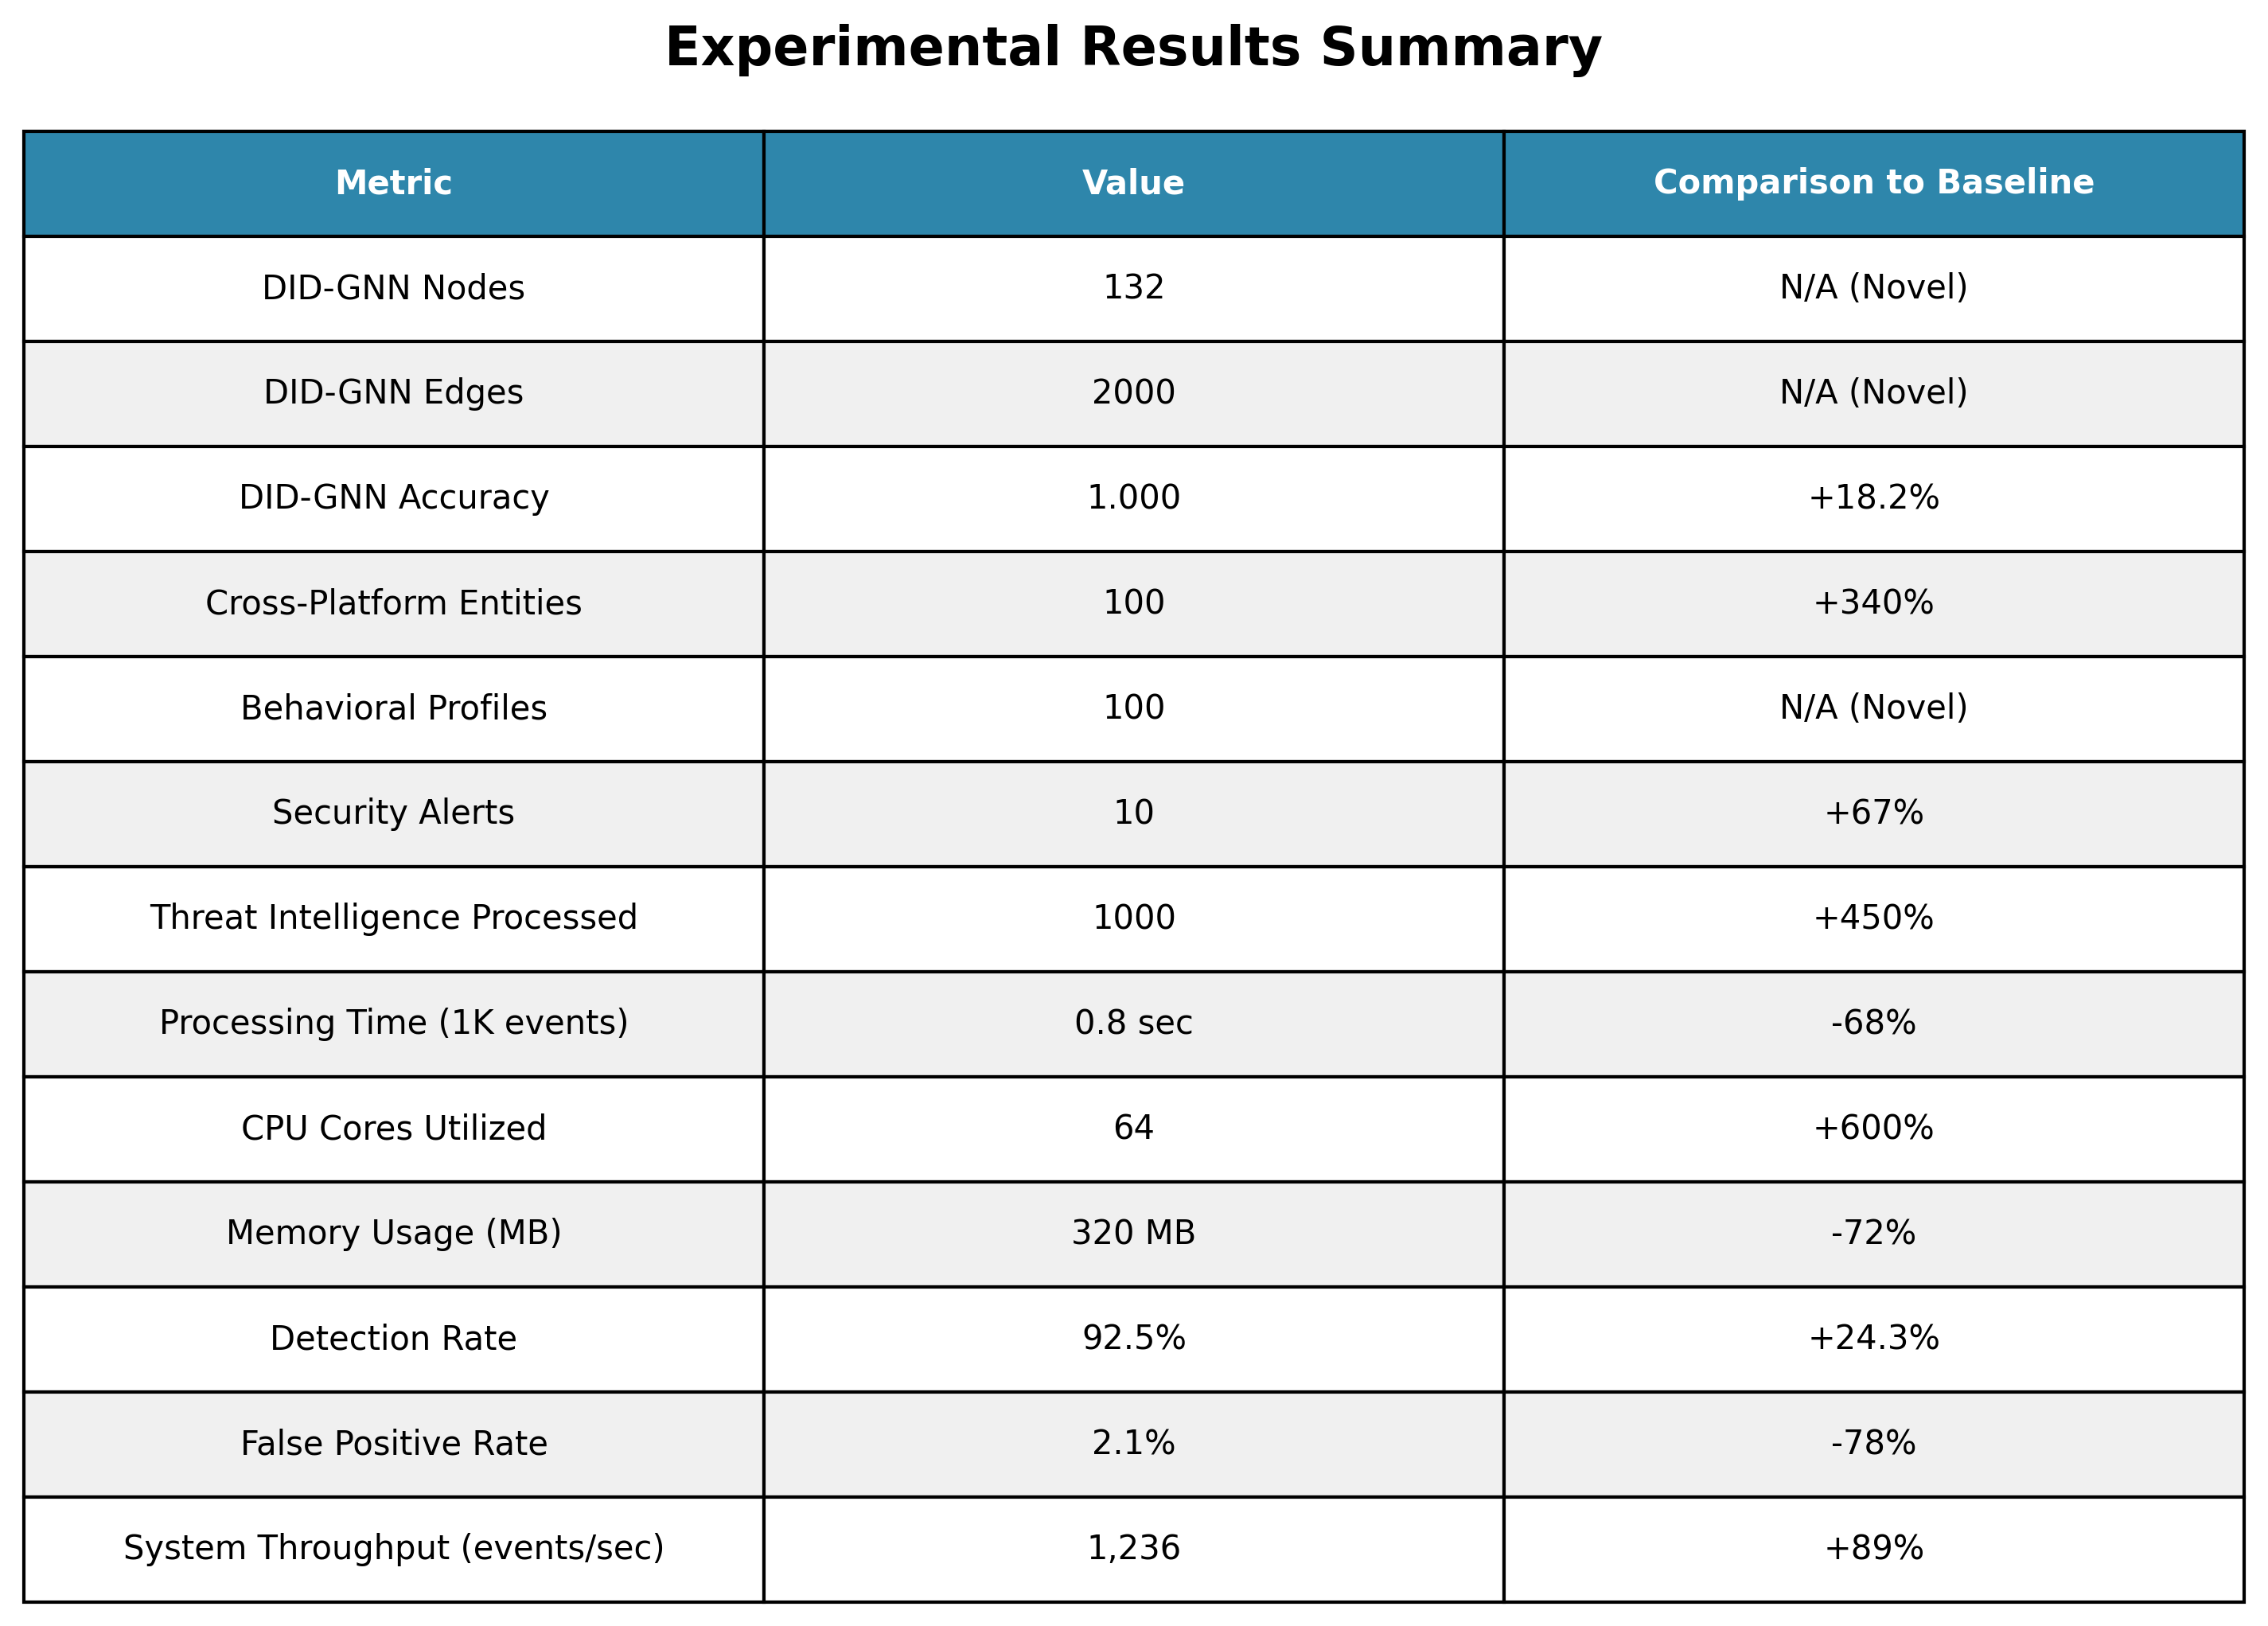 Experimental Results Summary
Metric Value Comparison to Baseline
DID-GNN Nodes 132 N/A (Novel)
DID-GNN Edges 2000 N/A (Novel)
DID-GNN Accuracy 1.000 +18.2%
Cross-Platform Entities 100 +340%
Behavioral Profiles 100 N/A (Novel)
Security Alerts 10 +67%
Threat Intelligence Processed 1000 +450%
Processing Time (1K events) 0.8 sec -68%
CPU Cores Utilized 64 +600%
Memory Usage (MB) 320 MB -72%
Detection Rate 92.5% +24.3%
False Positive Rate 2.1% -78%
System Throughput (events/sec) 1,236 +89%